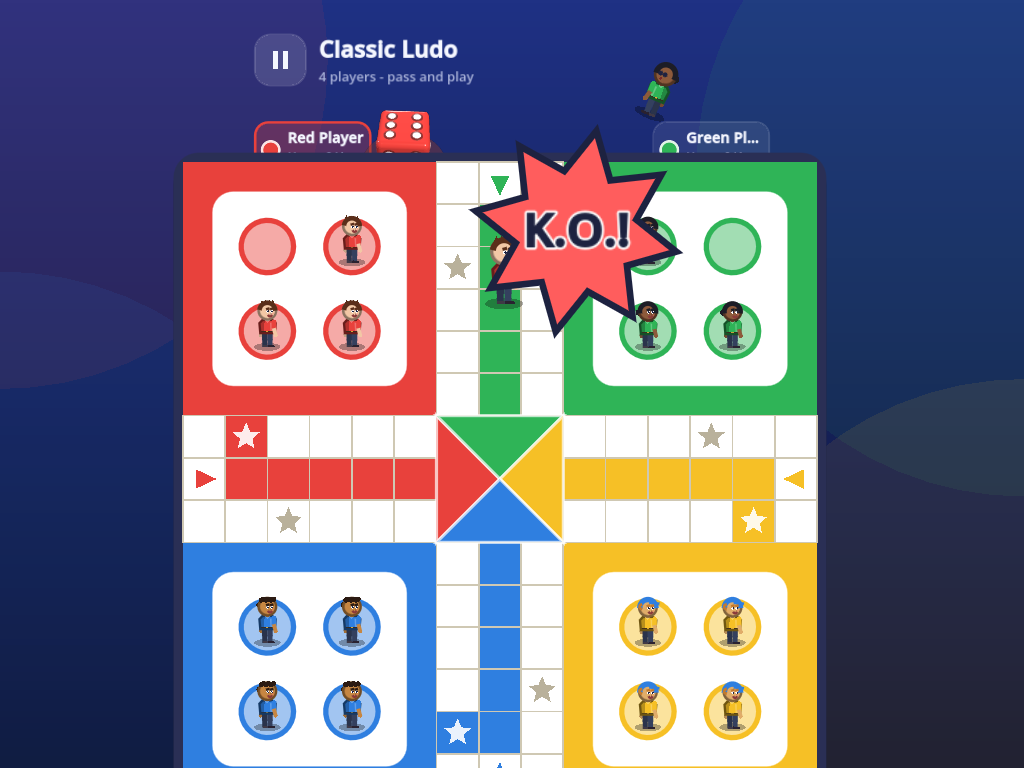 Classic Ludo
4 players - pass and play
Red Player
Green Pl...
K.O.!